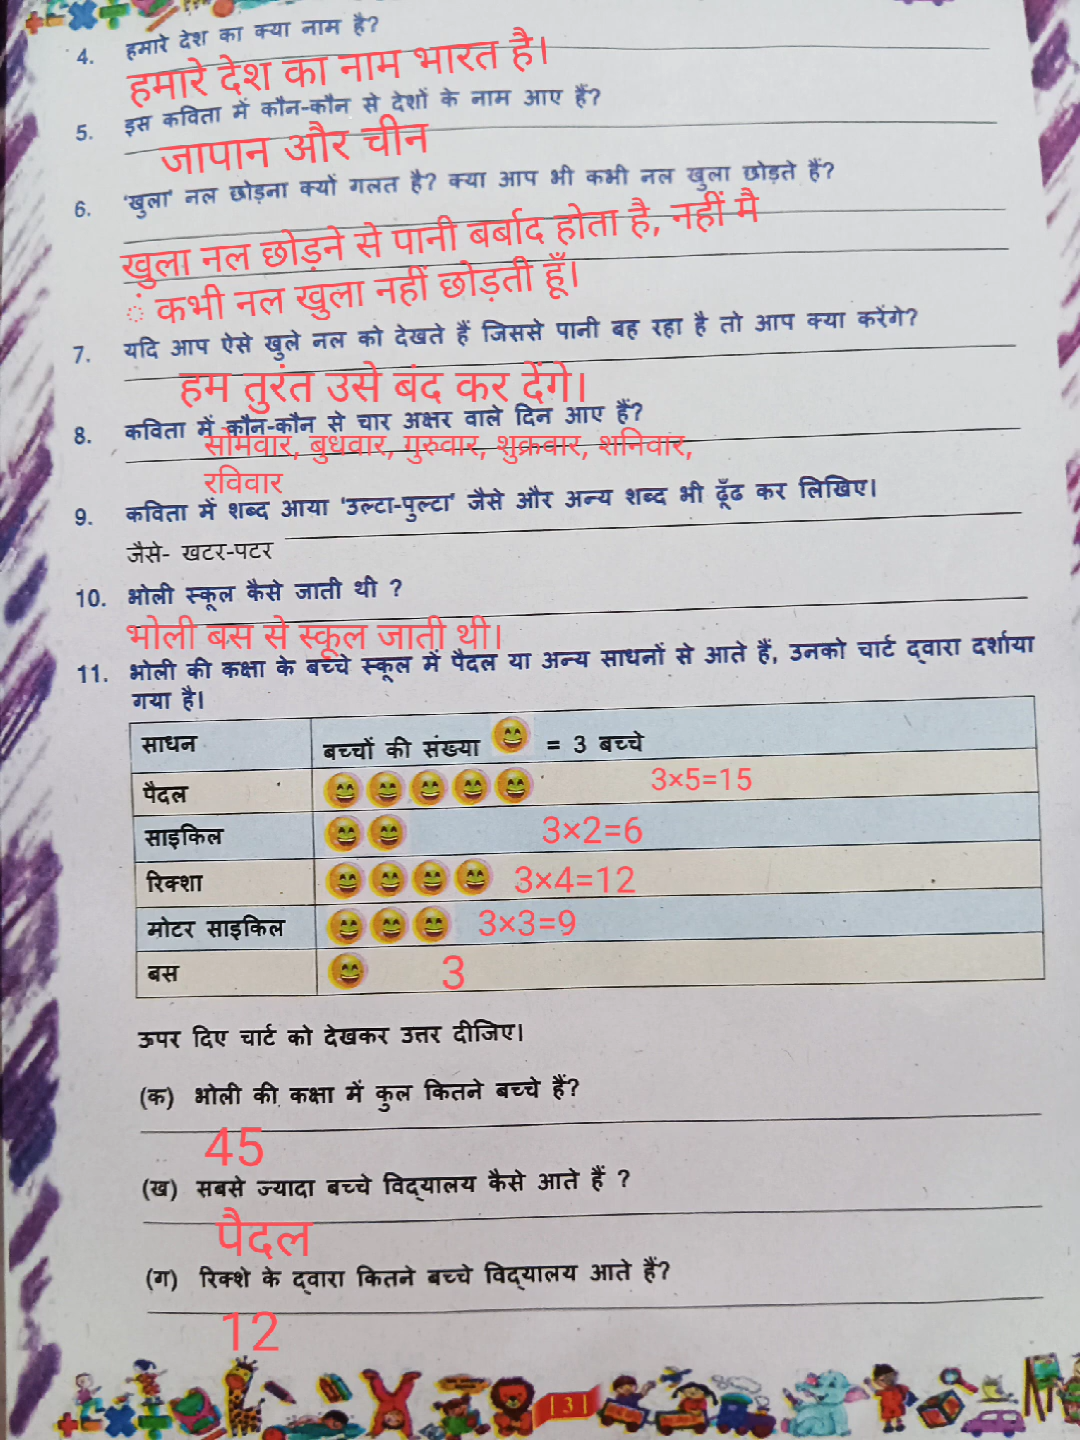 4. हमारे देश का क्या नाम है?
हमारे देश का नाम भारत है।
5. इस कविता में कौन-कौन से देशों के नाम आए हैं?
जापान और चीन
6. 'खुला' नल छोड़ना क्यों गलत है? क्या आप भी कभी नल खुला छोड़ते हैं?
खुला नल छोड़ने से पानी बर्बाद होता है, नहीं मै
ं कभी नल खुला नहीं छोड़ती हूँ।
7. यदि आप ऐसे खुले नल को देखते हैं जिससे पानी बह रहा है तो आप क्या करेंगे?
हम तुरंत उसे बंद कर देंगे।
8. कविता में कौन-कौन से चार अक्षर वाले दिन आए हैं?
सोमवार, बुधवार, गुरुवार, शुक्रवार, शनिवार,
रविवार
9. कविता में शब्द आया 'उल्टा-पुल्टा' जैसे और अन्य शब्द भी ढूँढ कर लिखिए।
जैसे- खटर-पटर
10. भोली स्कूल कैसे जाती थी ?
भोली बस से स्कूल जाती थी।
11. भोली की कक्षा के बच्चे स्कूल में पैदल या अन्य साधनों से आते हैं, उनको चार्ट द्वारा दर्शाया
गया है।
साधन बच्चों की संख्या = 3 बच्चे
पैदल 3×5=15
साइकिल 3×2=6
रिक्शा 3×4=12
मोटर साइकिल 3×3=9
बस 3
ऊपर दिए चार्ट को देखकर उत्तर दीजिए।
(क) भोली की कक्षा में कुल कितने बच्चे हैं?
45
(ख) सबसे ज्यादा बच्चे विद्यालय कैसे आते हैं ?
पैदल
(ग) रिक्शे के द्वारा कितने बच्चे विद्यालय आते हैं?
12
| 3 |